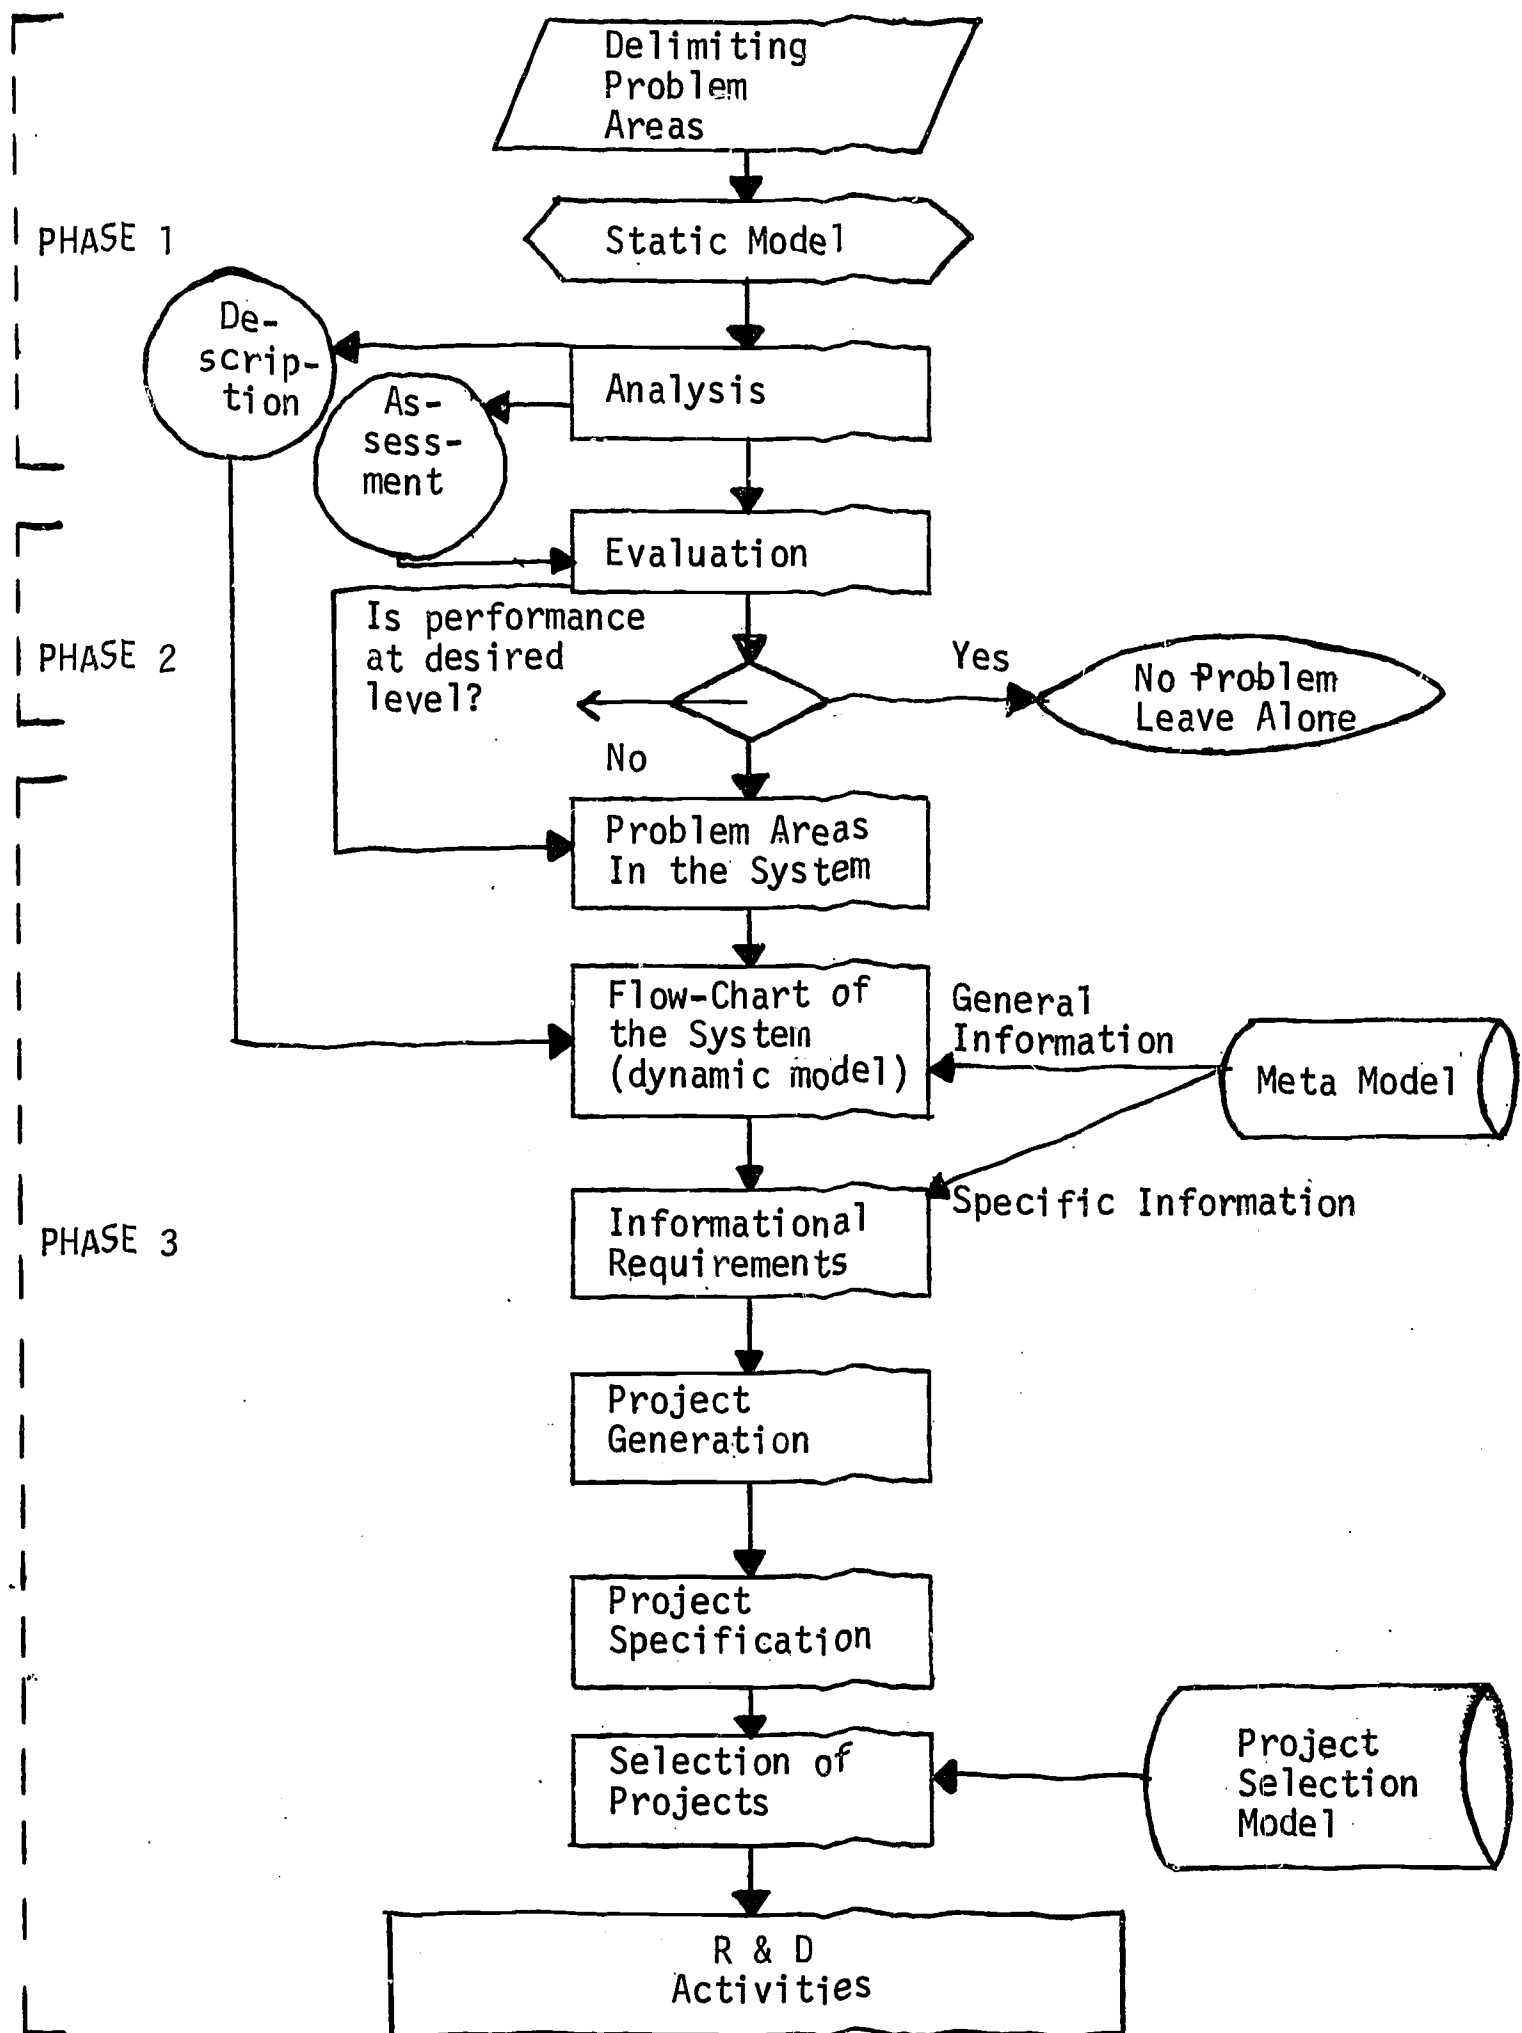 Delimiting
Problem
Areas
PHASE 1
Static Model
De-
scrip-
tion
Analysis
As-
sess-
ment
Evaluation
Is performance
at desired
level?
PHASE 2
Yes
No Problem
Leave Alone
No
Problem Areas
In the System
Flow-Chart of
the System
(dynamic model)
General
Information
Meta Model
Specific Information
Informational
Requirements
PHASE 3
Project
Generation
Project
Specification
Selection of
Projects
Project
Selection
Model
R & D
Activities